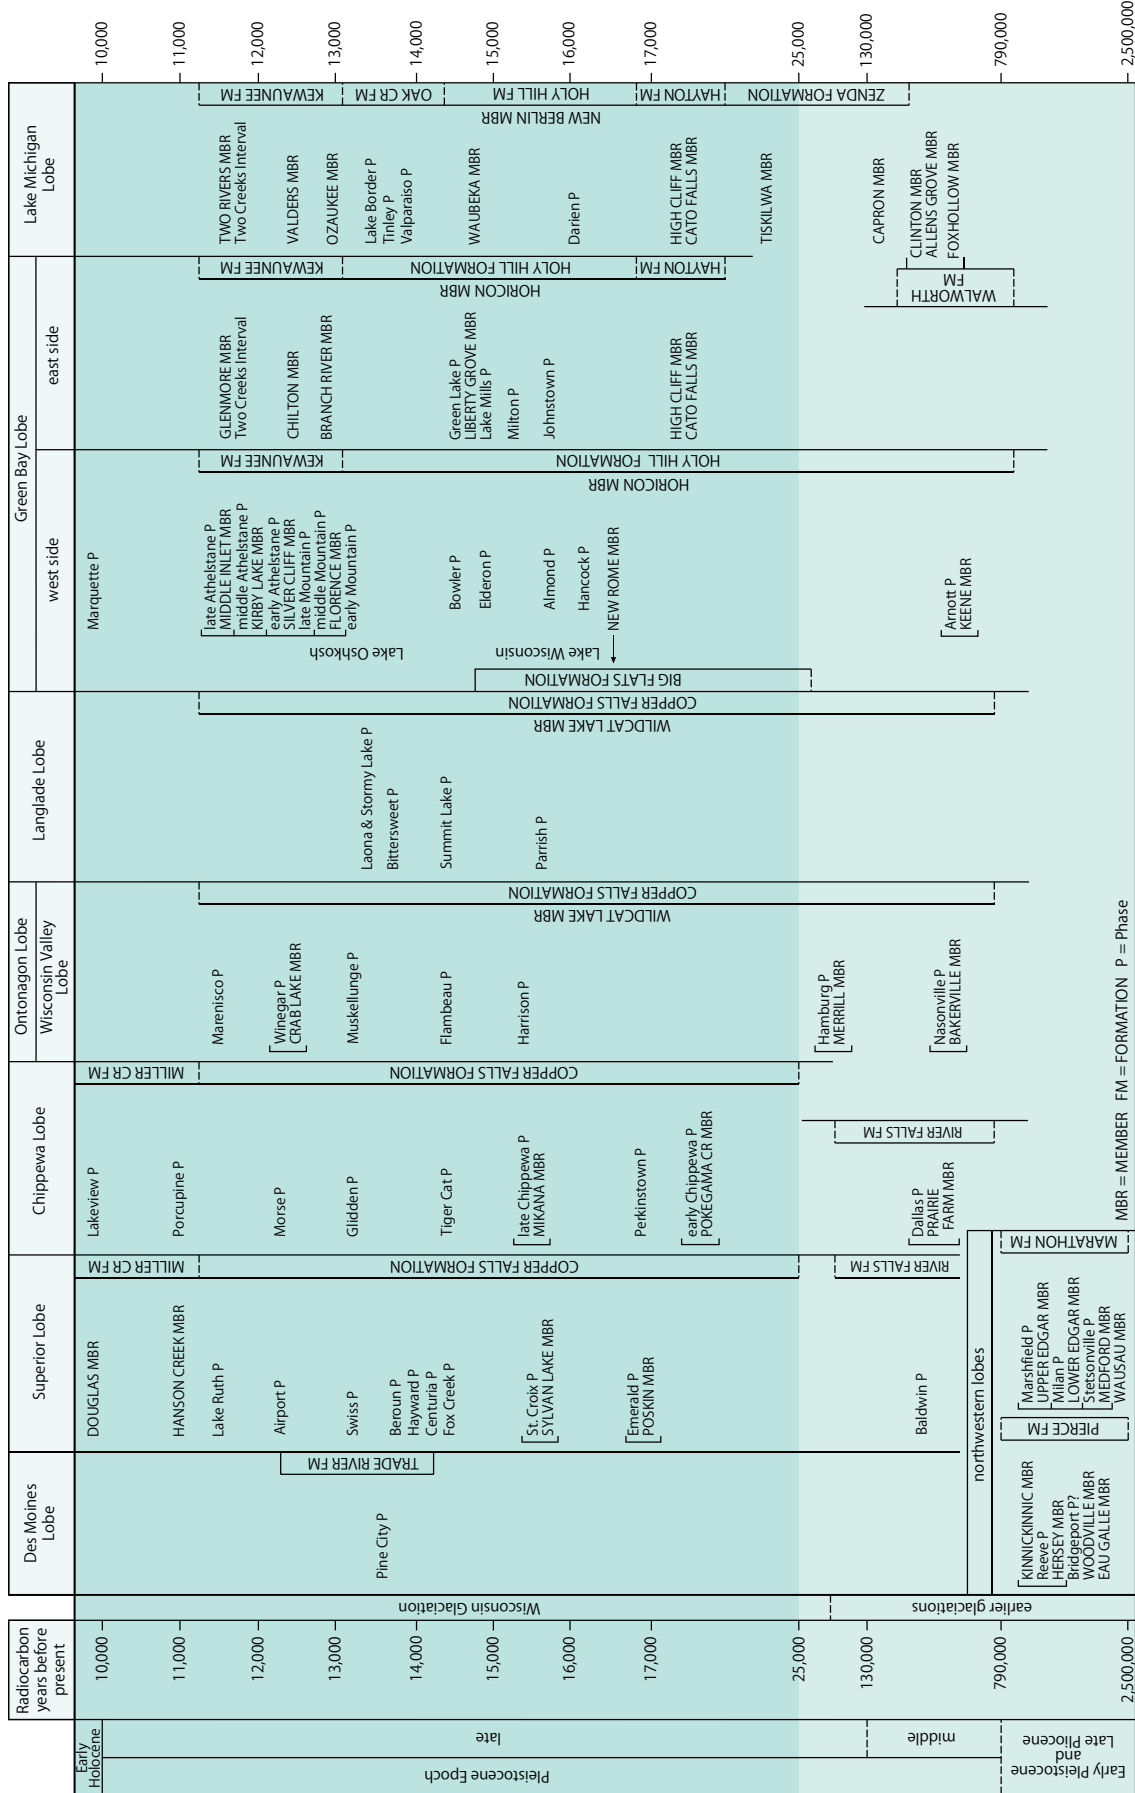 Radiocarbon
years before
present
Des Moines
Lobe
Superior Lobe
Chippewa Lobe
Ontonagon Lobe
Wisconsin Valley
Lobe
Langlade Lobe
Green Bay Lobe
west side
east side
Lake Michigan
Lobe
Early
Holocene
Pleistocene Epoch
late
middle
Early Pleistocene
and
Late Pliocene
10,000
11,000
12,000
13,000
14,000
15,000
16,000
17,000
25,000
130,000
790,000
2,500,000
Wisconsin Glaciation
earlier glaciations
Pine City P
TRADE RIVER FM
northwestern lobes
KINNICKINNIC MBR
Reeve P
HERSEY MBR
Bridgeport P?
WOODVILLE MBR
EAU GALLE MBR
PIERCE FM
Marshfield P
UPPER EDGAR MBR
Milan P
LOWER EDGAR MBR
Stetsonville P
MEDFORD MBR
WAUSAU MBR
MARATHON FM
DOUGLAS MBR
HANSON CREEK MBR
Lake Ruth P
Airport P
Swiss P
Beroun P
Hayward P
Centuria P
Fox Creek P
St. Croix P
SYLVAN LAKE MBR
Emerald P
POSKIN MBR
Baldwin P
MILLER CR FM
COPPER FALLS FORMATION
RIVER FALLS FM
Lakeview P
Porcupine P
Morse P
Glidden P
Tiger Cat P
late Chippewa P
MIKANA MBR
Perkinstown P
early Chippewa P
POKEGAMA CR MBR
Dallas P
PRAIRIE
FARM MBR
MILLER CR FM
COPPER FALLS FORMATION
RIVER FALLS FM
Marenisco P
Winegar P
CRAB LAKE MBR
Muskellunge P
Flambeau P
Harrison P
Hamburg P
MERRILL MBR
Nasonville P
BAKERVILLE MBR
WILDCAT LAKE MBR
COPPER FALLS FORMATION
Laona & Stormy Lake P
Bittersweet P
Summit Lake P
Parrish P
WILDCAT LAKE MBR
COPPER FALLS FORMATION
BIG FLATS FORMATION
Lake Oshkosh
Lake Wisconsin
Marquette P
late Athelstane P
MIDDLE INLET MBR
middle Athelstane P
KIRBY LAKE MBR
early Athelstane P
SILVER CLIFF MBR
late Mountain P
middle Mountain P
FLORENCE MBR
early Mountain P
Bowler P
Elderon P
Almond P
Hancock P
NEW ROME MBR
Arnott P
KEENE MBR
HORICON MBR
KEWAUNEE FM
HOLY HILL FORMATION
GLENMORE MBR
Two Creeks Interval
CHILTON MBR
BRANCH RIVER MBR
Green Lake P
LIBERTY GROVE MBR
Lake Mills P
Milton P
Johnstown P
HIGH CLIFF MBR
CATO FALLS MBR
HORICON MBR
KEWAUNEE FM
HOLY HILL FORMATION
HAYTON FM
WALWORTH
FM
TWO RIVERS MBR
Two Creeks Interval
VALDERS MBR
OZAUKEE MBR
Lake Border P
Tinley P
Valparaiso P
WAUBEKA MBR
Darien P
HIGH CLIFF MBR
CATO FALLS MBR
TISKILWA MBR
CAPRON MBR
CLINTON MBR
ALLENS GROVE MBR
FOXHOLLOW MBR
NEW BERLIN MBR
KEWAUNEE FM
OAK CR FM
HOLY HILL FM
HAYTON FM
ZENDA FORMATION
10,000
11,000
12,000
13,000
14,000
15,000
16,000
17,000
25,000
130,000
790,000
2,500,000
MBR = MEMBER FM = FORMATION P = Phase